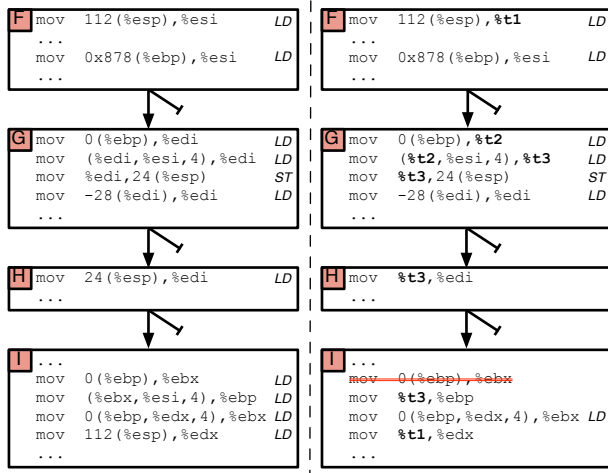 F
mov 112(%esp),%esi LD
...
mov 0x878(%ebp),%esi LD
...
G
mov 0(%ebp),%edi LD
mov (%edi,%esi,4),%edi LD
mov %edi,24(%esp) ST
mov -28(%edi),%edi LD
...
H
mov 24(%esp),%edi LD
...
I
...
mov 0(%ebp),%ebx LD
mov (%ebx,%esi,4),%ebp LD
mov 0(%ebp,%edx,4),%ebx LD
mov 112(%esp),%edx LD
...
F
mov 112(%esp),%t1 LD
...
mov 0x878(%ebp),%esi LD
...
G
mov 0(%ebp),%t2 LD
mov (%t2,%esi,4),%t3 LD
mov %t3,24(%esp) ST
mov -28(%edi),%edi LD
...
H
mov %t3,%edi
...
I
...
mov 0(%ebp),%ebx
mov %t3,%ebp
mov 0(%ebp,%edx,4),%ebx LD
mov %t1,%edx
...